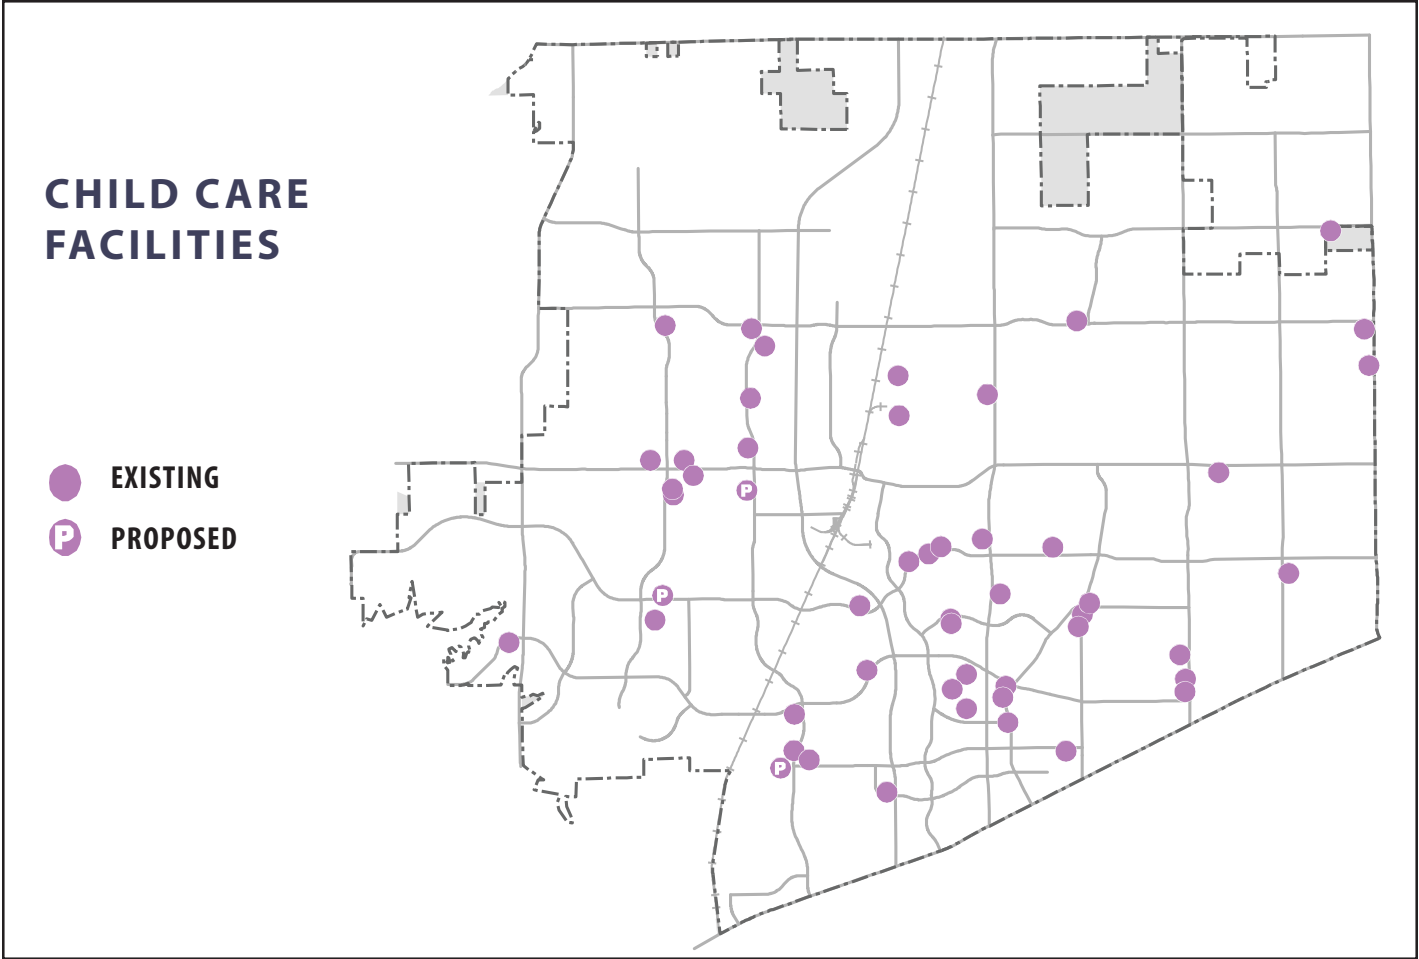 CHILD CARE
FACILITIES
EXISTING
P PROPOSED
P
P
P